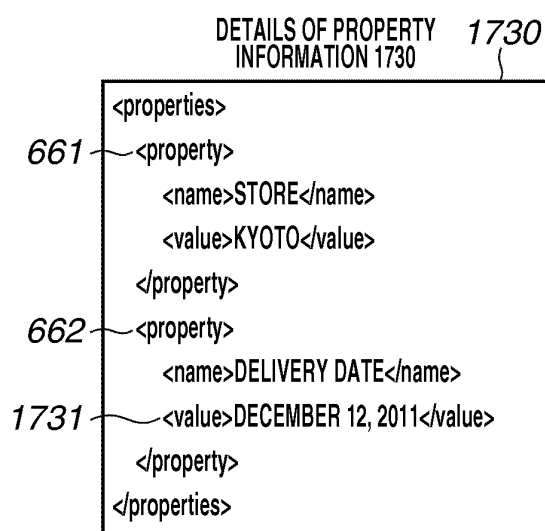 DETAILS OF PROPERTY
INFORMATION 1730
1730
<properties>
661 <property>
<name>STORE</name>
<value>KYOTO</value>
</property>
662 <property>
<name>DELIVERY DATE</name>
1731 <value>DECEMBER 12, 2011</value>
</property>
</properties>